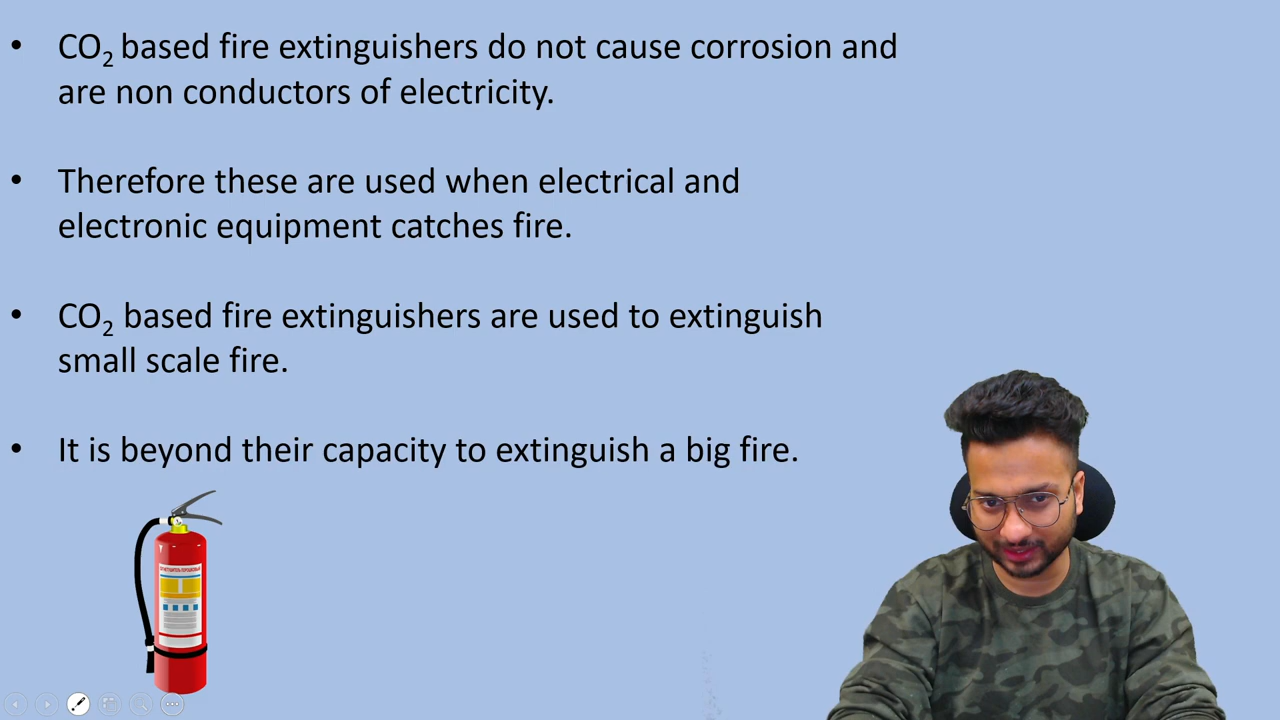 • CO₂ based fire extinguishers do not cause corrosion and
are non conductors of electricity.
• Therefore these are used when electrical and
electronic equipment catches fire.
• CO₂ based fire extinguishers are used to extinguish
small scale fire.
• It is beyond their capacity to extinguish a big fire.